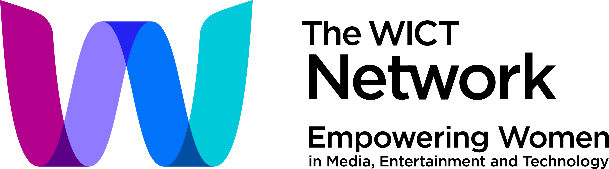 The WICT
Network
Empowering Women
in Media, Entertainment and Technology